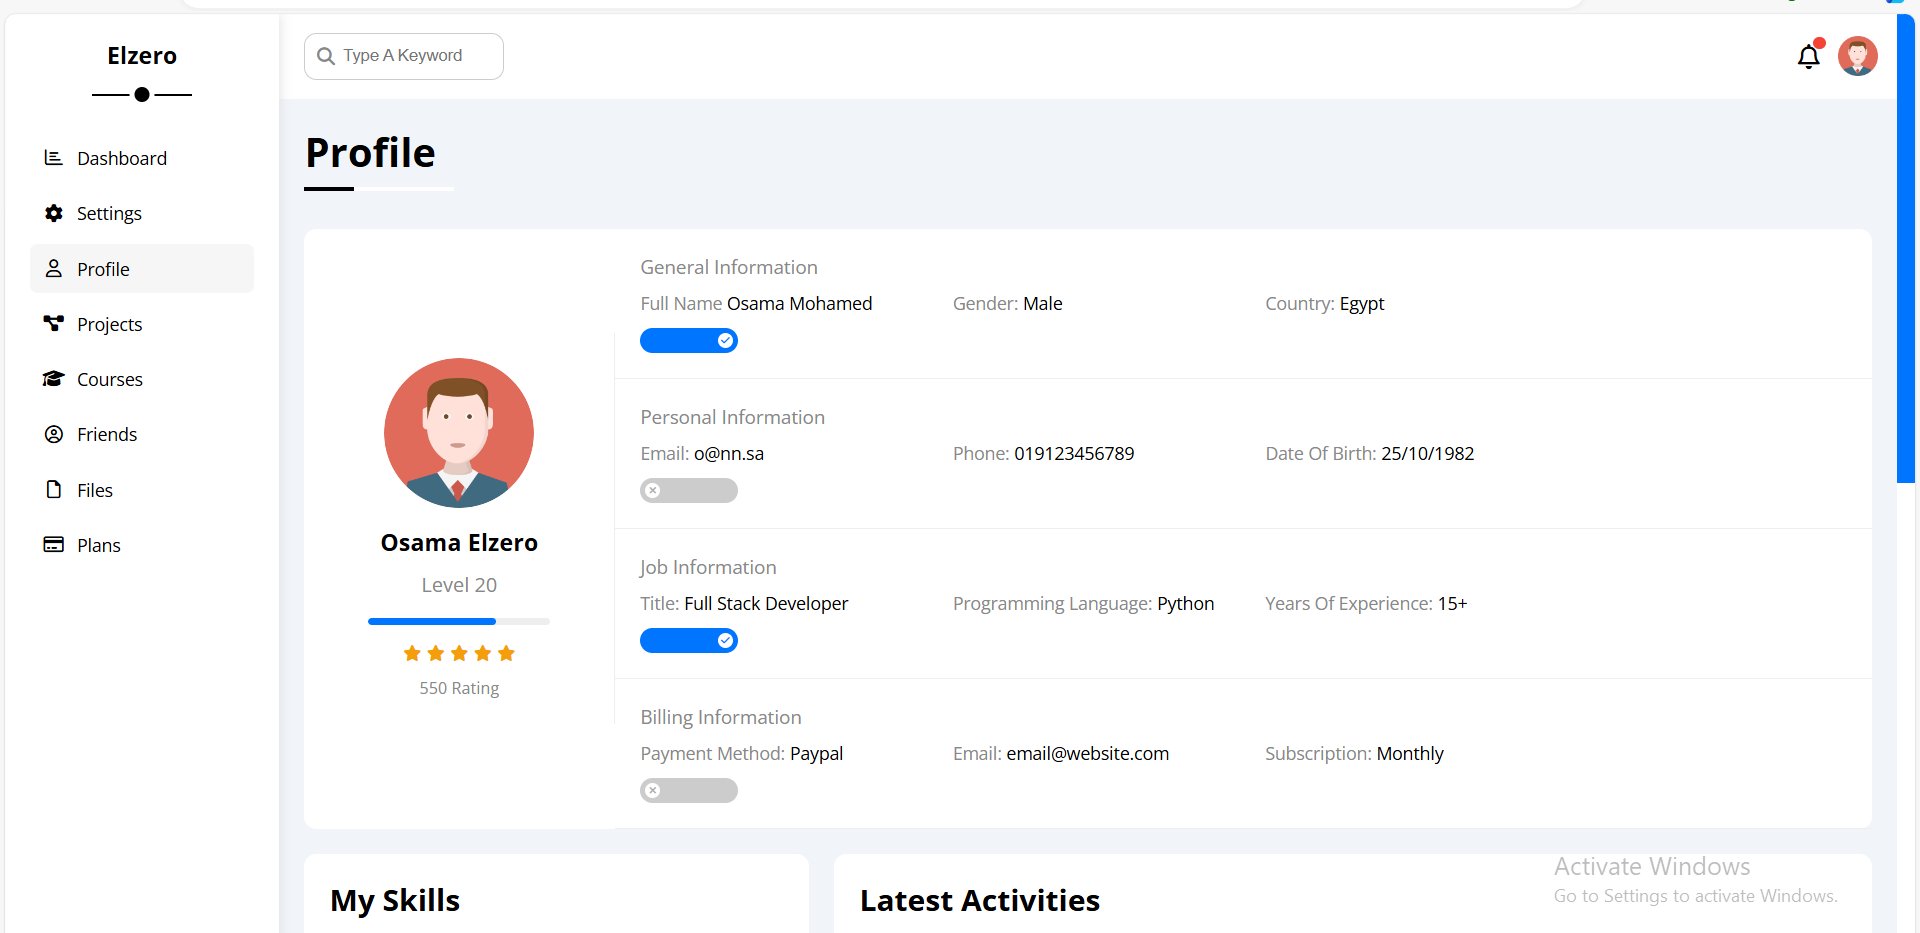 Elzero
Type A Keyword
Dashboard
Settings
Profile
Projects
Courses
Friends
Files
Plans
Profile
Osama Elzero
Level 20
550 Rating
General Information
Full Name Osama Mohamed Gender: Male Country: Egypt
Personal Information
Email: o@nn.sa Phone: 019123456789 Date Of Birth: 25/10/1982
Job Information
Title: Full Stack Developer Programming Language: Python Years Of Experience: 15+
Billing Information
Payment Method: Paypal Email: email@website.com Subscription: Monthly
My Skills
Latest Activities
Activate Windows
Go to Settings to activate Windows.